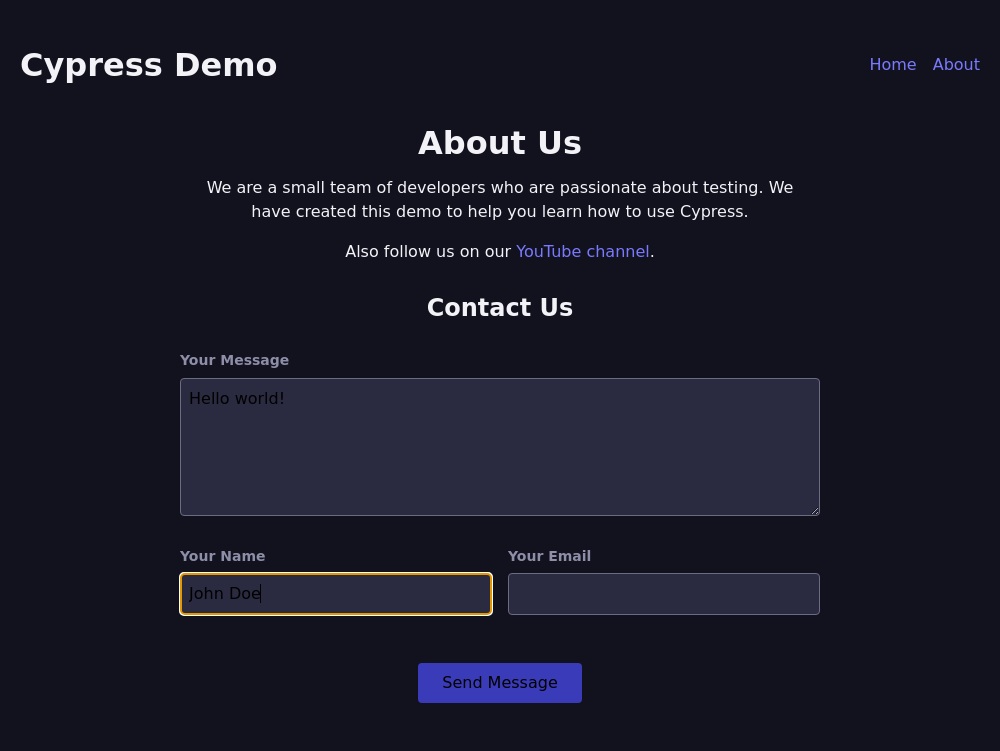 Cypress Demo
Home About
About Us
We are a small team of developers who are passionate about testing. We
have created this demo to help you learn how to use Cypress.
Also follow us on our YouTube channel.
Contact Us
Your Message
Hello world!
Your Name
Your Email
John Doe
Send Message